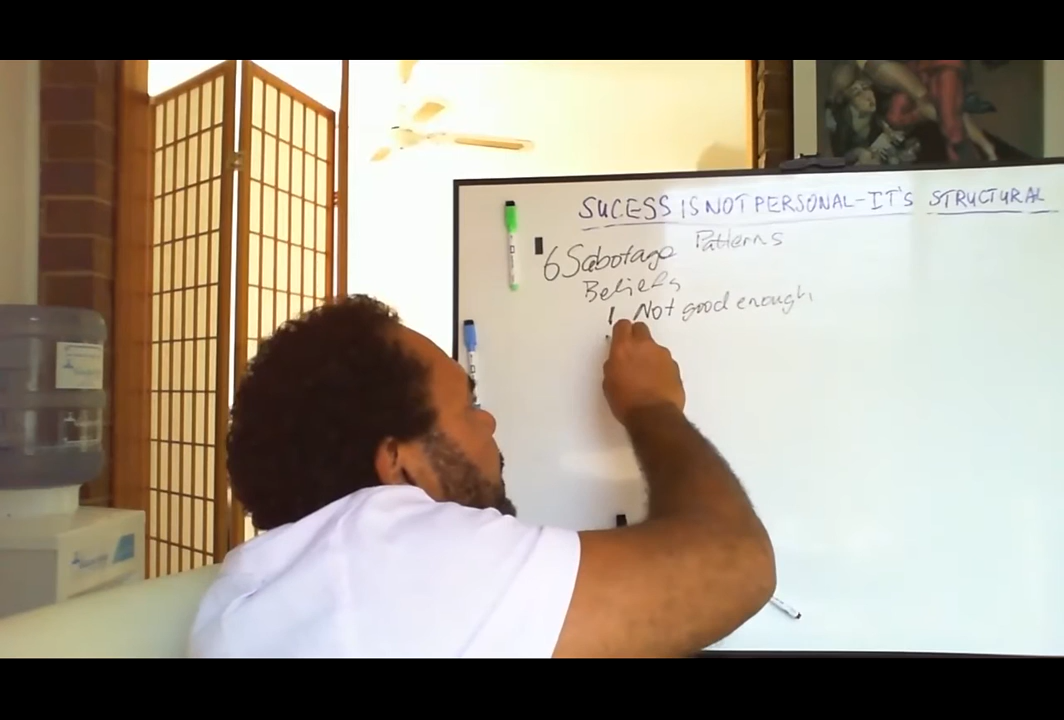 SUCESS IS NOT PERSONAL-IT'S STRUCTURAL
6 Sabotage Patterns
Beliefs
1 Not good enough